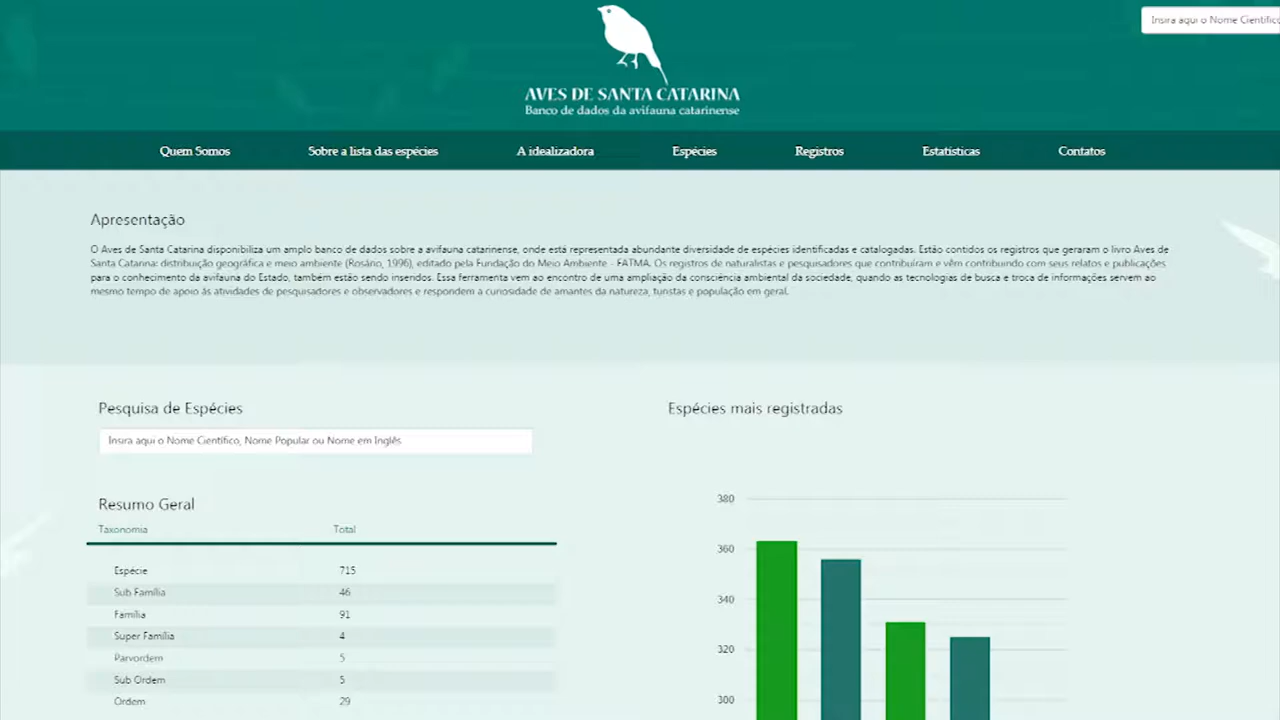 Insira aqui o Nome Científico
AVES DE SANTA CATARINA
Banco de dados da avifauna catarinense
Quem Somos
Sobre a lista das espécies
A idealizadora
Espécies
Registros
Estatísticas
Contatos
Apresentação
O Aves de Santa Catarina disponibiliza um amplo banco de dados sobre a avifauna catarinense, onde está representada abundante diversidade de espécies identificadas e catalogadas. Estão contidos os registros que geraram o livro Aves de
Santa Catarina: distribuição geográfica e meio ambiente (Rosário, 1996), editado pela Fundação do Meio Ambiente - FATMA. Os registros de naturalistas e pesquisadores que contribuíram e vêm contribuindo com seus relatos e publicações
para o conhecimento da avifauna do Estado, também estão sendo inseridos. Essa ferramenta vem ao encontro de uma ampliação da consciência ambiental da sociedade, quando as tecnologias de busca e troca de informações servem ao
mesmo tempo de apoio às atividades de pesquisadores e observadores e respondem a curiosidade de amantes da natureza, turistas e população em geral.
Pesquisa de Espécies
Insira aqui o Nome Científico, Nome Popular ou Nome em Inglês
Resumo Geral
Taxonomia Total
Espécie 715
Sub Família 46
Família 91
Super Família 4
Parvordem 5
Sub Ordem 5
Ordem 29
Espécies mais registradas
380
360
340
320
300